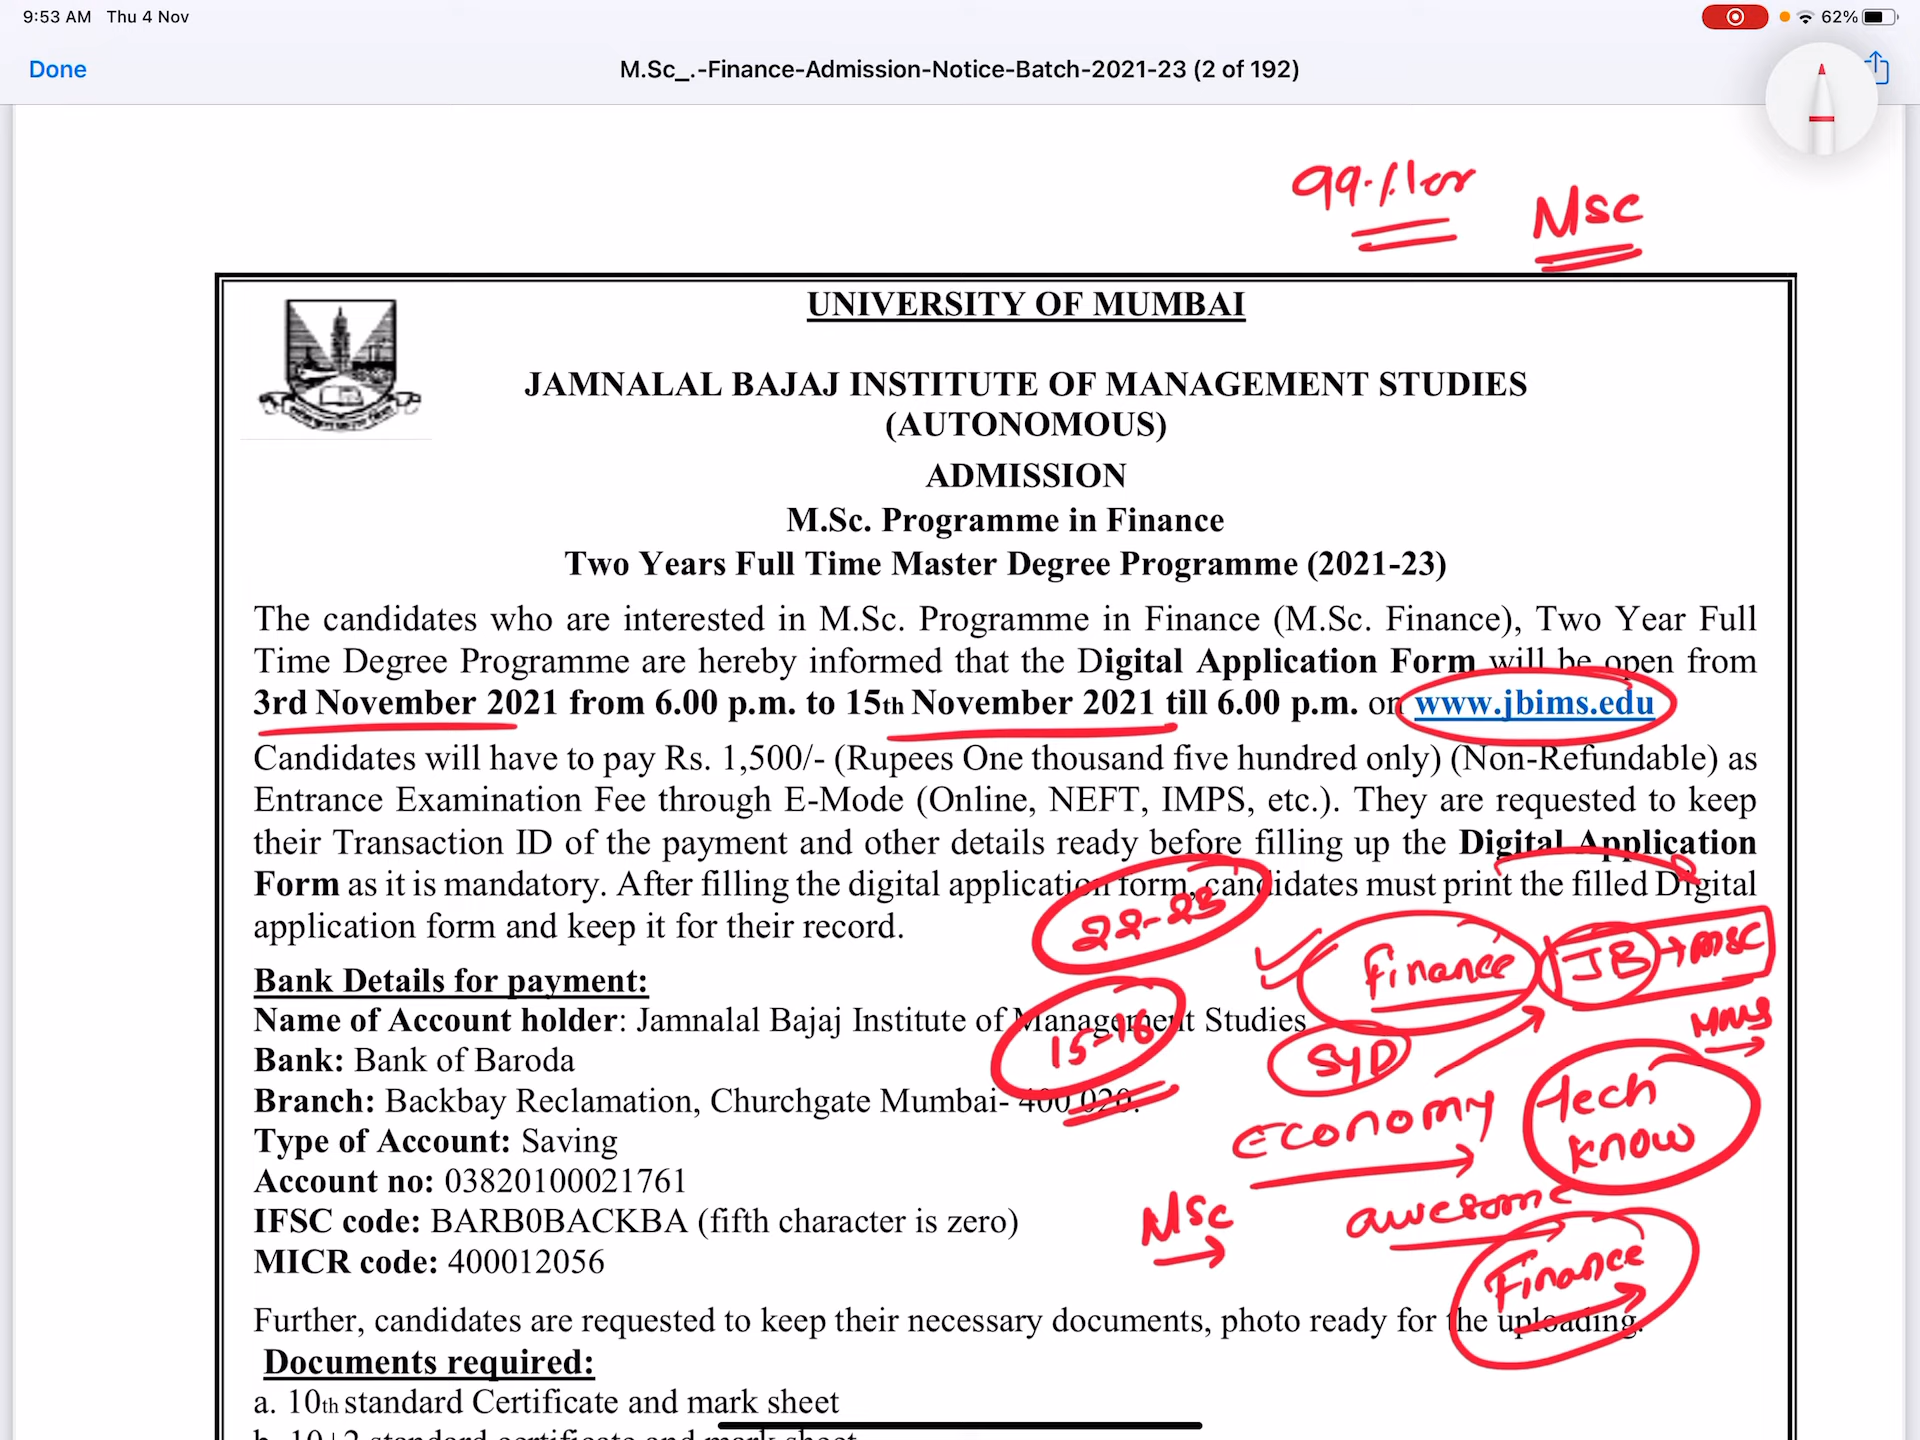 9:53 AM Thu 4 Nov
62%
Done
M.Sc_.-Finance-Admission-Notice-Batch-2021-23 (2 of 192)
Msc
UNIVERSITY OF MUMBAI
JAMNALAL BAJAJ INSTITUTE OF MANAGEMENT STUDIES
(AUTONOMOUS)
ADMISSION
M.Sc. Programme in Finance
Two Years Full Time Master Degree Programme (2021-23)
The candidates who are interested in M.Sc. Programme in Finance (M.Sc. Finance), Two Year Full
Time Degree Programme are hereby informed that the Digital Application Form will be open from
3rd November 2021 from 6.00 p.m. to 15th November 2021 till 6.00 p.m. on www.jbims.edu
Candidates will have to pay Rs. 1,500/- (Rupees One thousand five hundred only) (Non-Refundable) as
Entrance Examination Fee through E-Mode (Online, NEFT, IMPS, etc.). They are requested to keep
their Transaction ID of the payment and other details ready before filling up the Digital Application
Form as it is mandatory. After filling the digital application form, candidates must print the filled Digital
application form and keep it for their record.
22-23
Finance
JB → MSC
Bank Details for payment:
Name of Account holder: Jamnalal Bajaj Institute of Management Studies
15-16
MMS
Bank: Bank of Baroda
SYD
Branch: Backbay Reclamation, Churchgate Mumbai- 400 020.
Economy
tech
know
Type of Account: Saving
Account no: 03820100021761
IFSC code: BARB0BACKBA (fifth character is zero)
Msc
awesome
MICR code: 400012056
Finance
Further, candidates are requested to keep their necessary documents, photo ready for the uploading.
Documents required:
a. 10th standard Certificate and mark sheet
b. 10+2 standard certificate and mark sheet